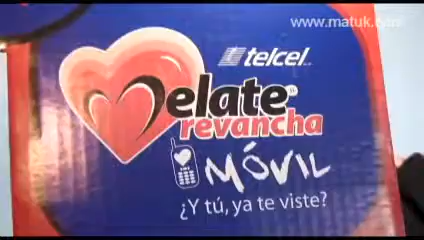 www.matuk.com
telcel
Melate
revancha
MÓVIL
¿Y tú, ya te viste?